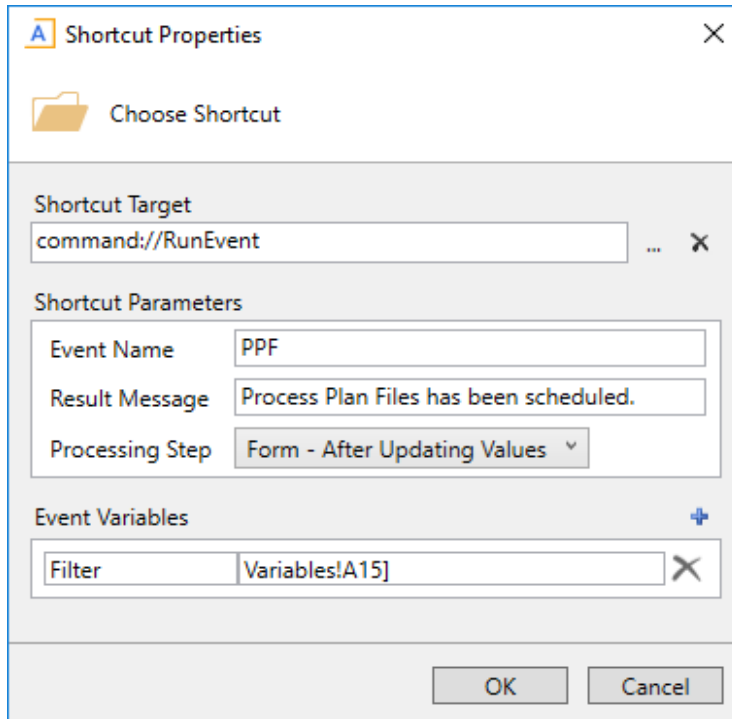 A Shortcut Properties
Choose Shortcut
Shortcut Target
command://RunEvent
...
Shortcut Parameters
Event Name PPF
Result Message Process Plan Files has been scheduled.
Processing Step Form - After Updating Values
Event Variables
Filter Variables!A15]
OK Cancel